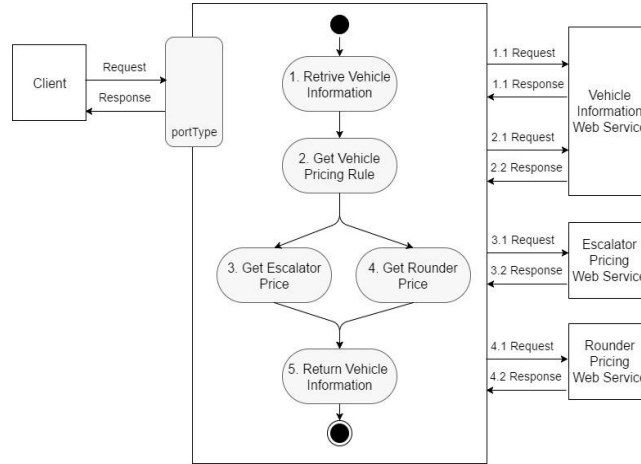 Client
Request
Response
portType
1. Retrive Vehicle
Information
2. Get Vehicle
Pricing Rule
3. Get Escalator
Price
4. Get Rounder
Price
5. Return Vehicle
Information
1.1 Request
1.1 Response
2.1 Request
2.2 Response
Vehicle
Information
Web Service
3.1 Request
3.2 Response
Escalator
Pricing
Web Service
4.1 Request
4.2 Response
Rounder
Pricing
Web Service